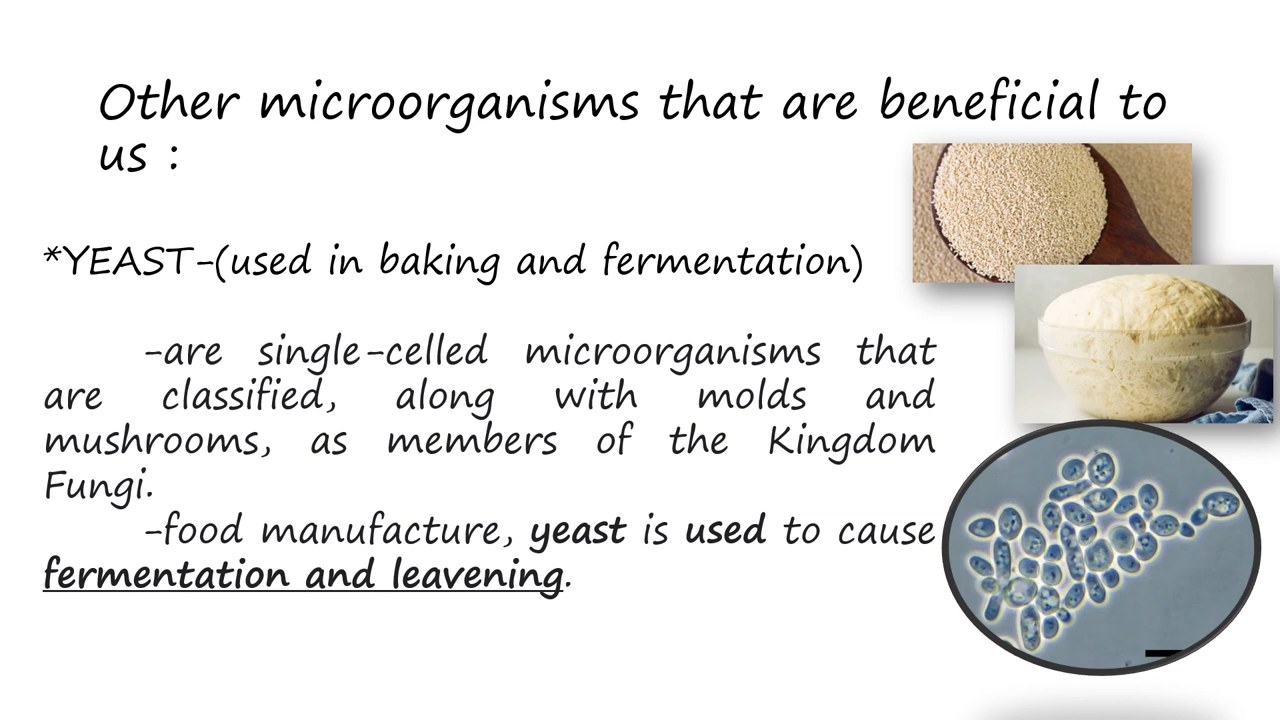 Other microorganisms that are beneficial to
us :
*YEAST-(used in baking and fermentation)
-are single-celled microorganisms that
are classified, along with molds and
mushrooms, as members of the Kingdom
Fungi.
-food manufacture, yeast is used to cause
fermentation and leavening.